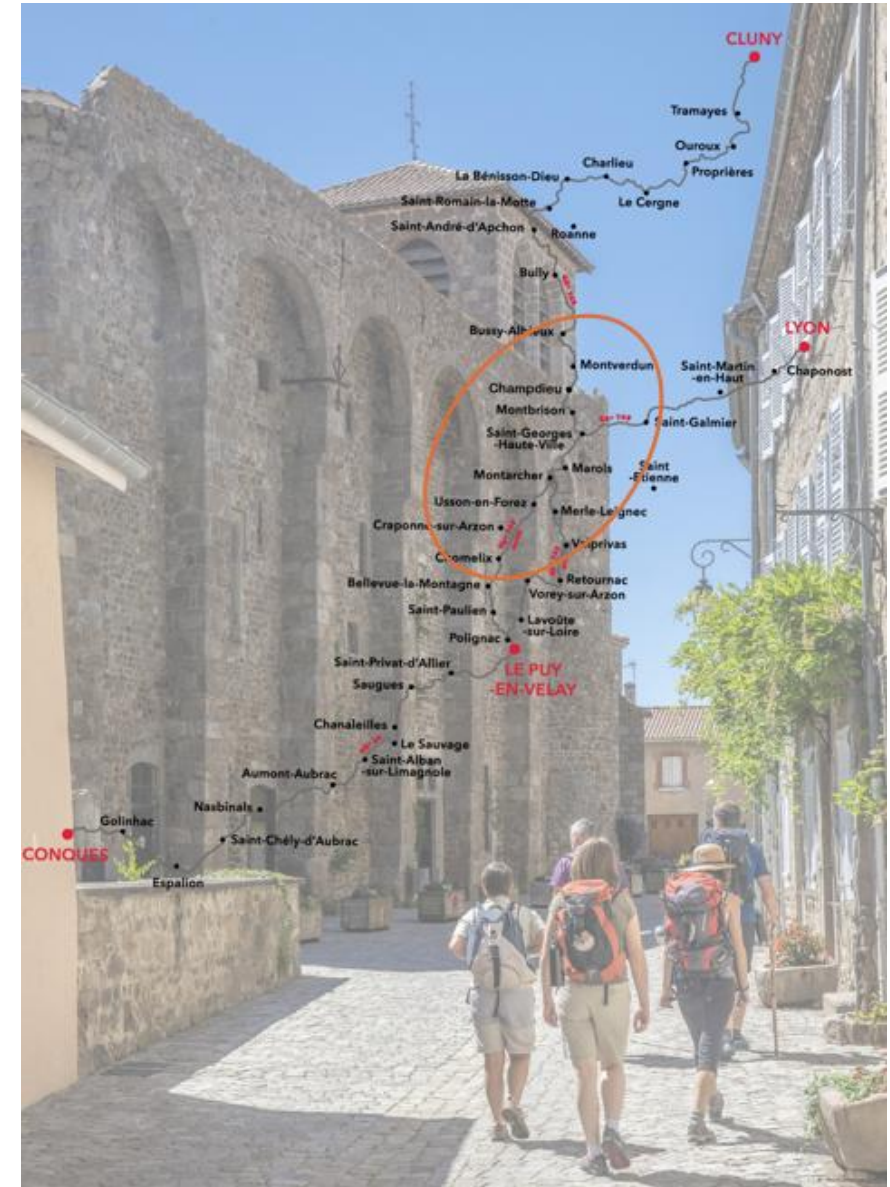 CLUNY
Tramayes
Ouroux
Proprières
Charlieu
La Bénisson-Dieu
Le Cergne
Saint-Romain-la-Motte
Saint-André-d'Apchon
Roanne
Bully
Bussy-Albieux
LYON
Montverdun
Saint-Martin
-en-Haut
Chaponost
Champdieu
Montbrison
Saint-Galmier
Saint-Georges
-Haute-Ville
Marols
Saint
-Etienne
Montarcher
Usson-en-Forez
Merle-Leignec
Craponne-sur-Arzon
Valprivas
Chomelix
Retournac
Bellevue-la-Montagne
Vorey-sur-Arzon
Saint-Paulien
Lavoûte
-sur-Loire
Polignac
LE PUY
-EN-VELAY
Saint-Privat-d'Allier
Saugues
Chanaleilles
Le Sauvage
Saint-Alban
-sur-Limagnole
Aumont-Aubrac
Nasbinals
Golinhac
Saint-Chély-d'Aubrac
CONQUES
Espalion